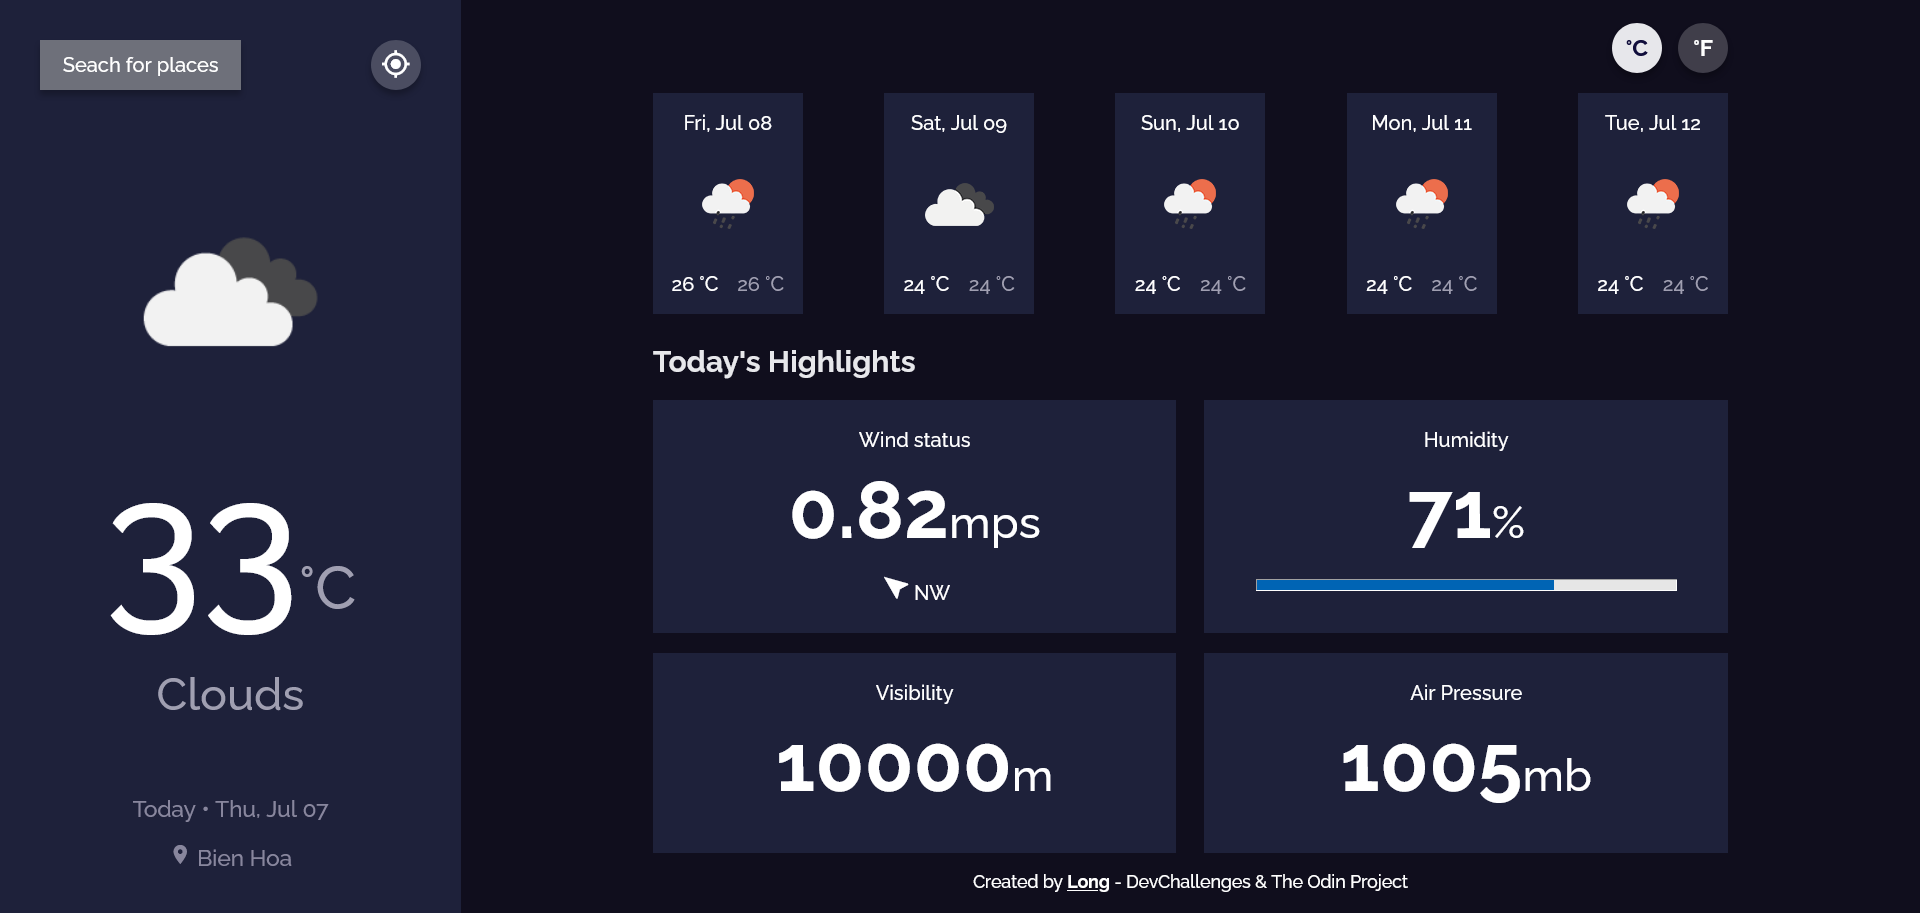 Seach for places
33°C
Clouds
Today • Thu, Jul 07
Bien Hoa
°C °F
Fri, Jul 08
26 °C 26 °C
Sat, Jul 09
24 °C 24 °C
Sun, Jul 10
24 °C 24 °C
Mon, Jul 11
24 °C 24 °C
Tue, Jul 12
24 °C 24 °C
Today's Highlights
Wind status
0.82mps
NW
Humidity
71%
Visibility
10000m
Air Pressure
1005mb
Created by Long - DevChallenges & The Odin Project